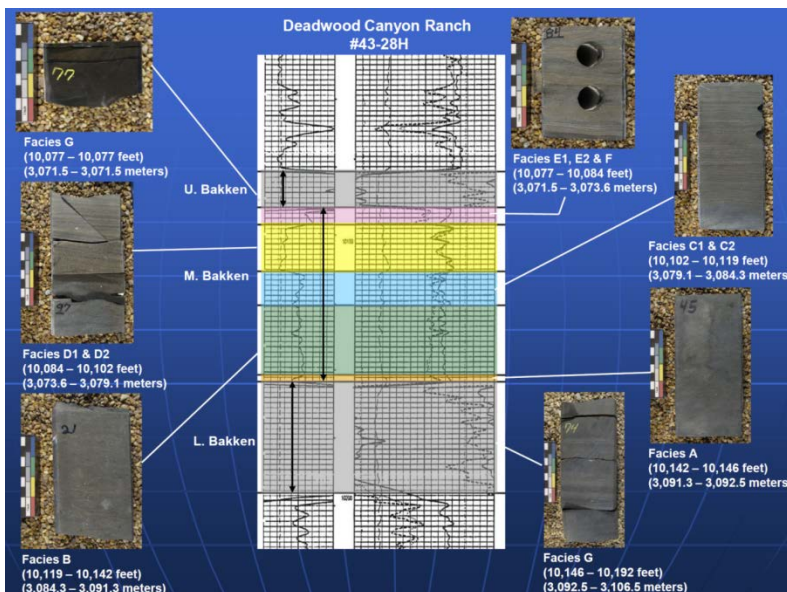 Deadwood Canyon Ranch
#43-28H
77
Facies G
(10,077 – 10,077 feet)
(3,071.5 – 3,071.5 meters)
Facies E1, E2 & F
(10,077 – 10,084 feet)
(3,071.5 – 3,073.6 meters)
U. Bakken
Facies C1 & C2
(10,102 – 10,119 feet)
(3,079.1 – 3,084.3 meters)
M. Bakken
97
Facies D1 & D2
(10,084 – 10,102 feet)
(3,073.6 – 3,079.1 meters)
45
Facies A
(10,142 – 10,146 feet)
(3,091.3 – 3,092.5 meters)
L. Bakken
21
Facies B
(10,119 – 10,142 feet)
(3,084.3 – 3,091.3 meters)
74
Facies G
(10,146 – 10,192 feet)
(3,092.5 – 3,106.5 meters)